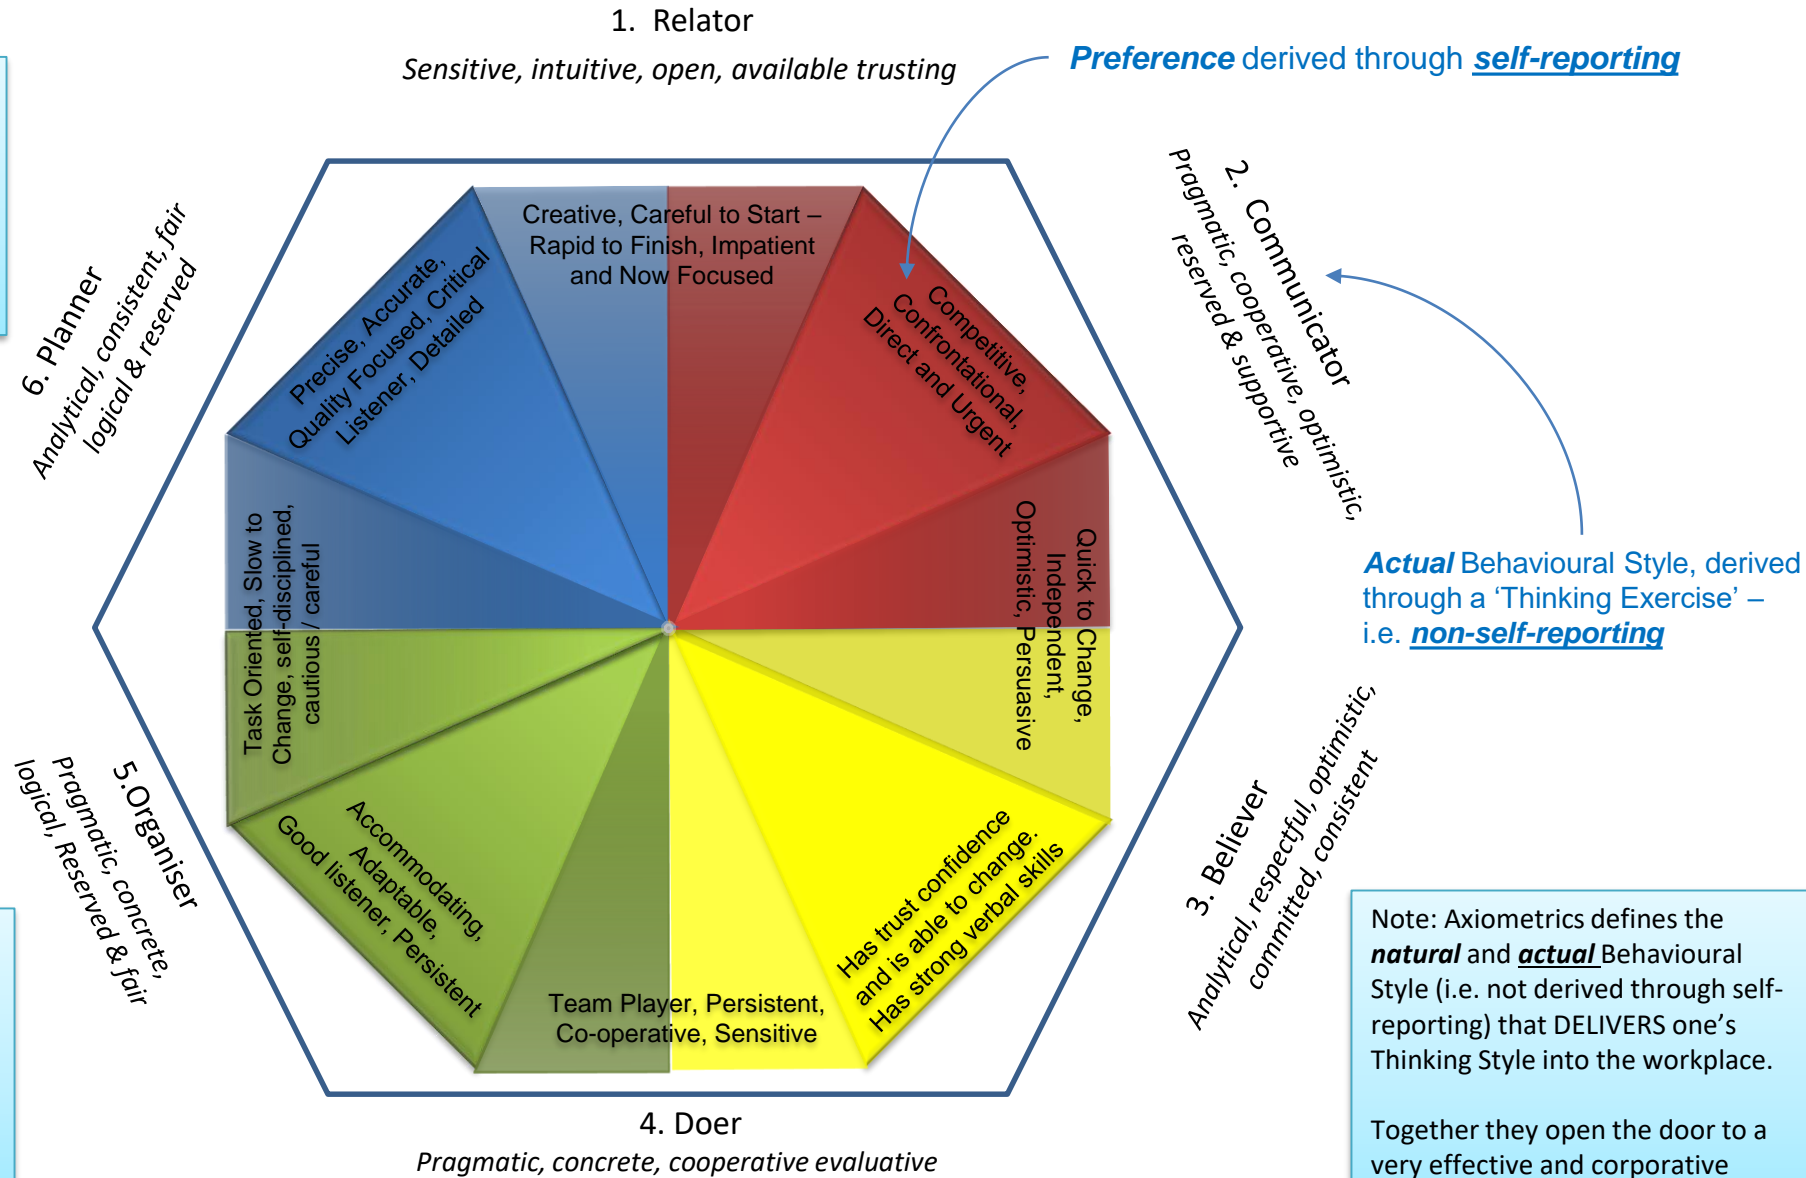 1. Relator
Sensitive, intuitive, open, available trusting
Preference derived through self-reporting
2. Communicator
Pragmatic, cooperative, optimistic,
reserved & supportive
6. Planner
Analytical, consistent, fair
logical & reserved
Creative, Careful to Start –
Rapid to Finish, Impatient
and Now Focused
Precise, Accurate,
Quality Focused, Critical
Listener, Detailed
Competitive,
Confrontational,
Direct and Urgent
Task Oriented, Slow to
Change, self-disciplined,
cautious / careful
Quick to Change,
Independent,
Optimistic, Persuasive
Actual Behavioural Style, derived
through a ‘Thinking Exercise’ –
i.e. non-self-reporting
5.Organiser
Pragmatic, concrete,
logical, Reserved & fair
Accommodating,
Adaptable,
Good listener, Persistent
Has trust confidence
and is able to change.
Has strong verbal skills
3. Believer
Analytical, respectful, optimistic,
committed, consistent
Team Player, Persistent,
Co-operative, Sensitive
4. Doer
Pragmatic, concrete, cooperative evaluative
Note: Axiometrics defines the
natural and actual Behavioural
Style (i.e. not derived through self-
reporting) that DELIVERS one’s
Thinking Style into the workplace.
Together they open the door to a
very effective and corporative